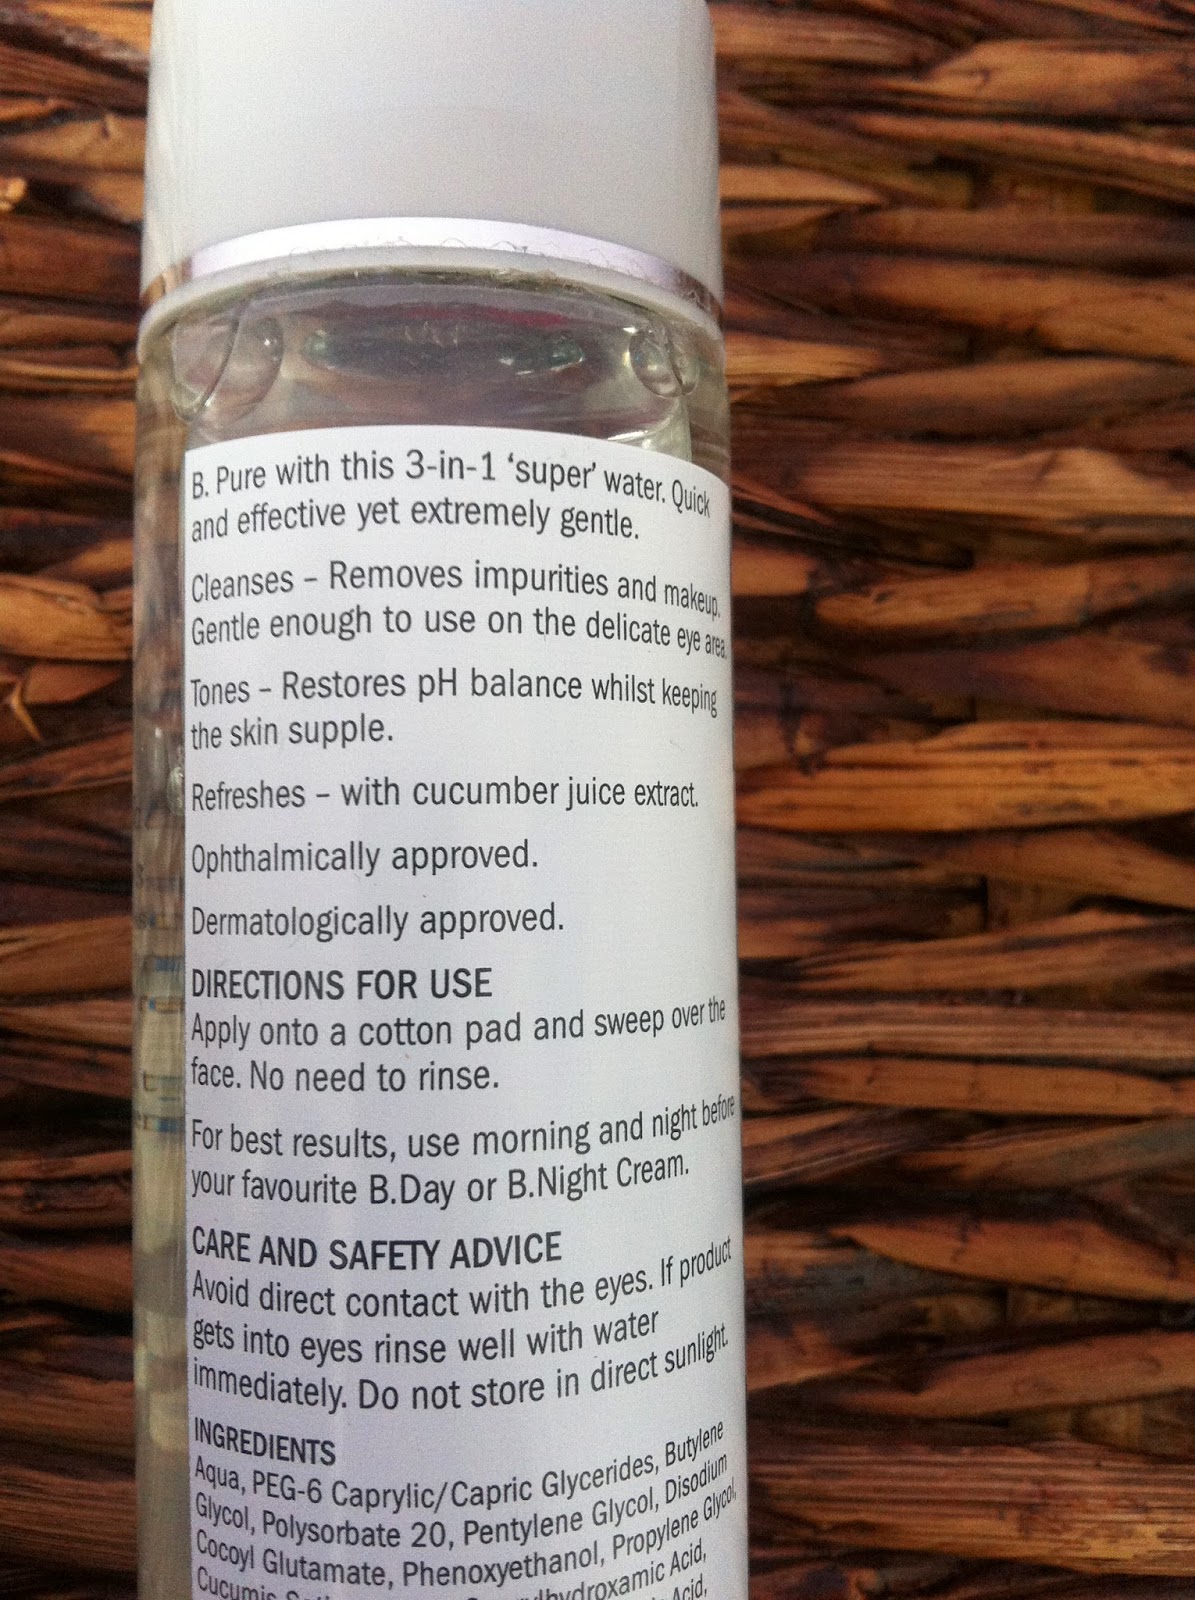 B. Pure with this 3-in-1 ‘super’ water. Quick
and effective yet extremely gentle.
Cleanses – Removes impurities and makeup.
Gentle enough to use on the delicate eye area.
Tones – Restores pH balance whilst keeping
the skin supple.
Refreshes – with cucumber juice extract.
Ophthalmically approved.
Dermatologically approved.
DIRECTIONS FOR USE
Apply onto a cotton pad and sweep over the
face. No need to rinse.
For best results, use morning and night before
your favourite B.Day or B.Night Cream.
CARE AND SAFETY ADVICE
Avoid direct contact with the eyes. If product
gets into eyes rinse well with water
immediately. Do not store in direct sunlight.
INGREDIENTS
Aqua, PEG-6 Caprylic/Capric Glycerides, Butylene
Glycol, Polysorbate 20, Pentylene Glycol, Disodium
Cocoyl Glutamate, Phenoxyethanol, Propylene Glycol,
Cucumis Acid,
Acid,